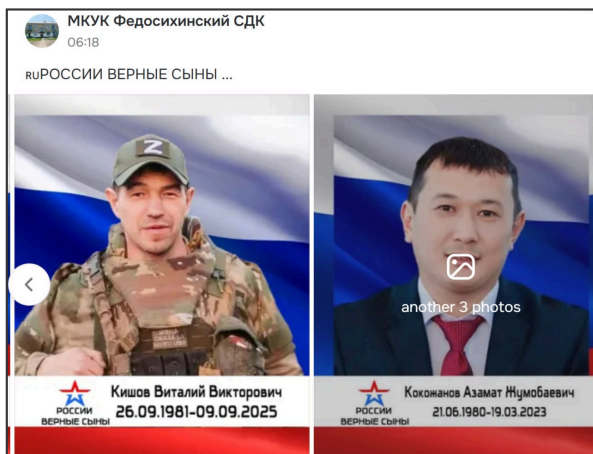 МКУК Федосихинский СДК
06:18
RUРОССИИ ВЕРНЫЕ СЫНЫ ...
Z
another 3 photos
РОССИИ
ВЕРНЫЕ СЫНЫ
Кишов Виталий Викторович
26.09.1981-09.09.2025
РОССИИ
ВЕРНЫЕ СЫНЫ
Кокожанов Азамат Жумобаевич
21.06.1980-19.03.2023